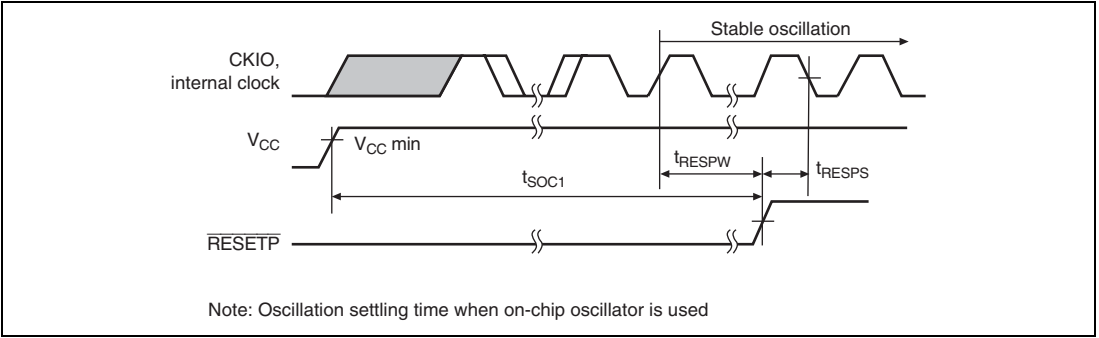 Stable oscillation
CKIO,
internal clock
VCC
VCC min
tRESPW
tRESPS
tSOC1
RESETP
Note: Oscillation settling time when on-chip oscillator is used